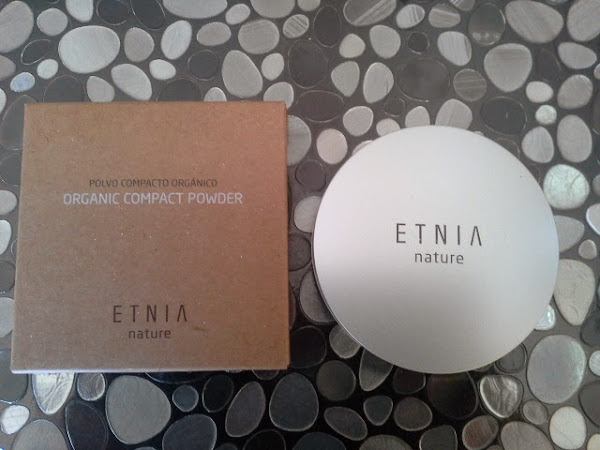 POLVO COMPACTO ORGÁNICO
ORGANIC COMPACT POWDER
ETNIA
nature
ETNIA
nature